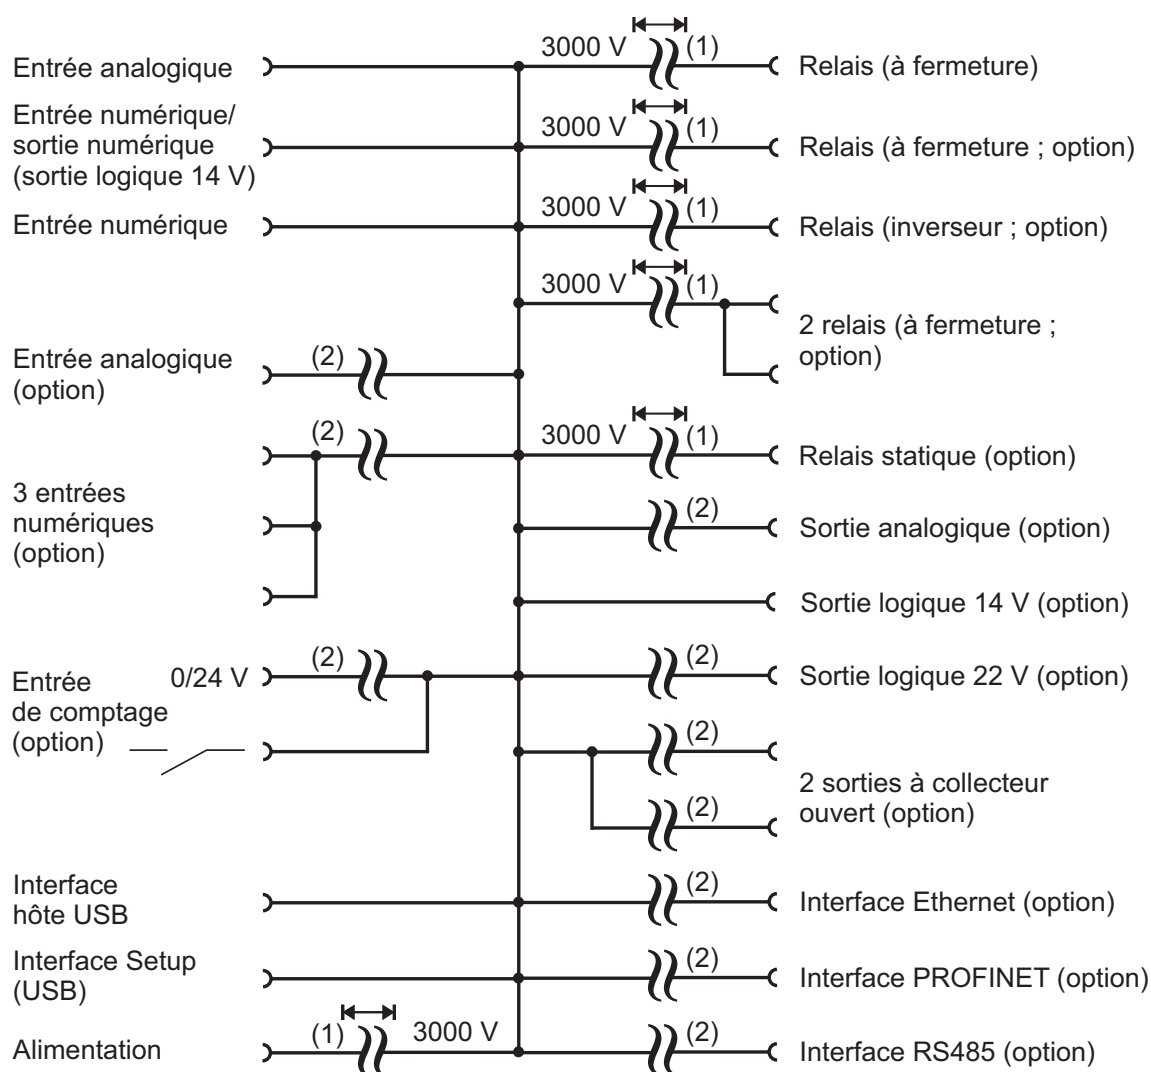 3000 V (1)
Entrée analogique
Relais (à fermeture)
Entrée numérique/
sortie numérique
(sortie logique 14 V)
3000 V (1)
Relais (à fermeture ; option)
Entrée numérique
3000 V (1)
Relais (inverseur ; option)
3000 V (1)
2 relais (à fermeture ;
option)
Entrée analogique
(option)
(2)
3 entrées
numériques
(option)
(2)
3000 V (1)
Relais statique (option)
(2)
Sortie analogique (option)
Sortie logique 14 V (option)
Entrée
de comptage
(option)
0/24 V
(2)
(2)
Sortie logique 22 V (option)
(2)
(2)
2 sorties à collecteur
ouvert (option)
Interface
hôte USB
(2)
Interface Ethernet (option)
Interface Setup
(USB)
(2)
Interface PROFINET (option)
Alimentation
(1) 3000 V
(2)
Interface RS485 (option)